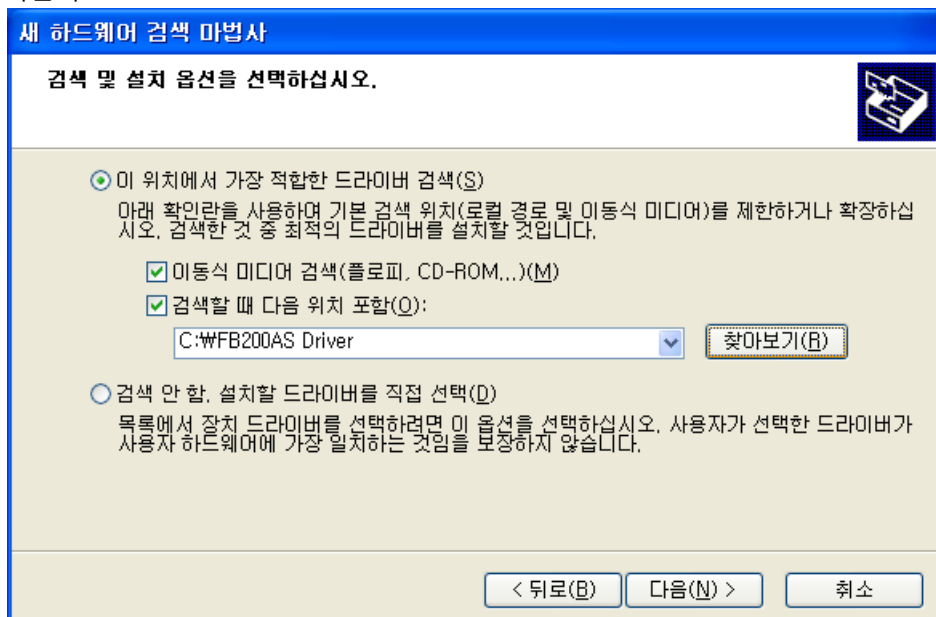 새 하드웨어 검색 마법사
검색 및 설치 옵션을 선택하십시오.
이 위치에서 가장 적합한 드라이버 검색(S)
아래 확인란을 사용하여 기본 검색 위치(로컬 경로 및 이동식 미디어)를 제한하거나 확장하십
시오. 검색한 것 중 최적의 드라이버를 설치할 것입니다.
이동식 미디어 검색(플로피, CD-ROM...)(M)
검색할 때 다음 위치 포함(O):
C:₩FB200AS Driver
찾아보기(R)
검색 안 함. 설치할 드라이버를 직접 선택(D)
목록에서 장치 드라이버를 선택하려면 이 옵션을 선택하십시오. 사용자가 선택한 드라이버가
사용자 하드웨어에 가장 일치하는 것임을 보장하지 않습니다.
< 뒤로(B) 다음(N) > 취소